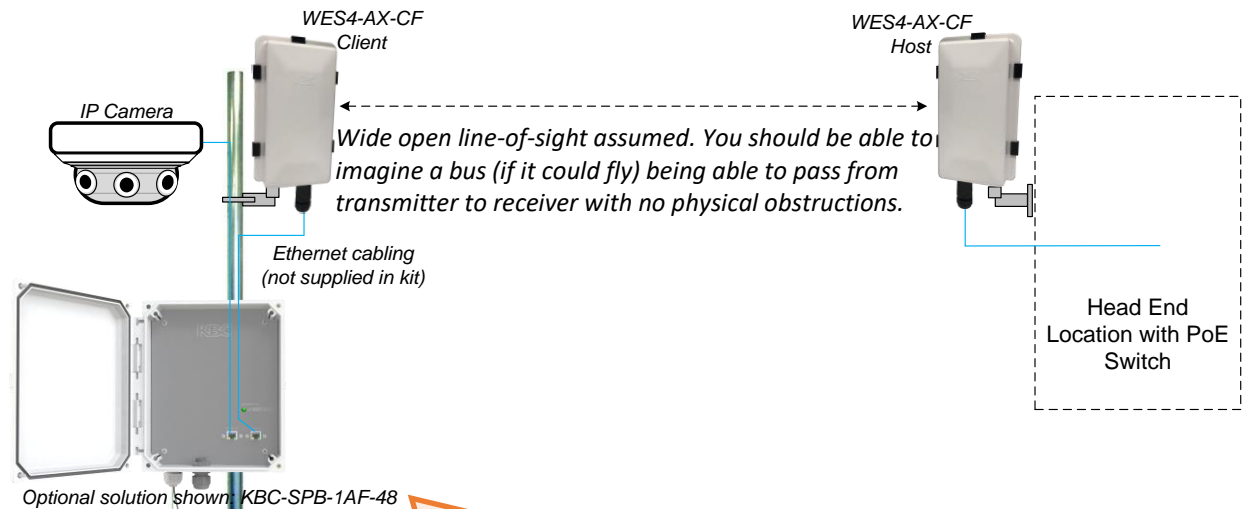 WES4-AX-CF
Client
WES4-AX-CF
Host
IP Camera
Wide open line-of-sight assumed. You should be able to
imagine a bus (if it could fly) being able to pass from
transmitter to receiver with no physical obstructions.
Ethernet cabling
(not supplied in kit)
Head End
Location with PoE
Switch
Optional solution shown: KBC-SPB-1AF-48